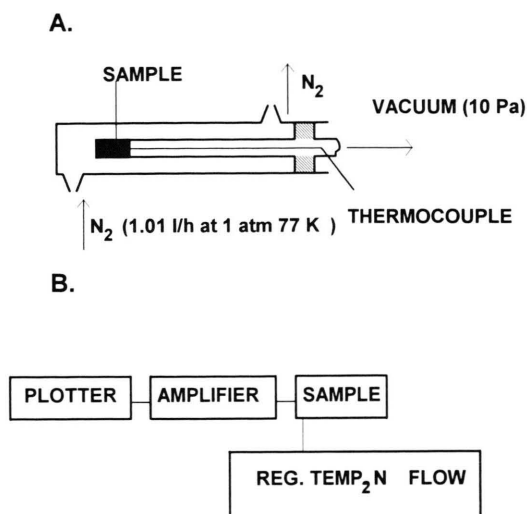 A.
SAMPLE
N₂
VACUUM (10 Pa)
THERMOCOUPLE
N₂ (1.01 l/h at 1 atm 77 K )
B.
PLOTTER
AMPLIFIER
SAMPLE
REG. TEMP₂N FLOW